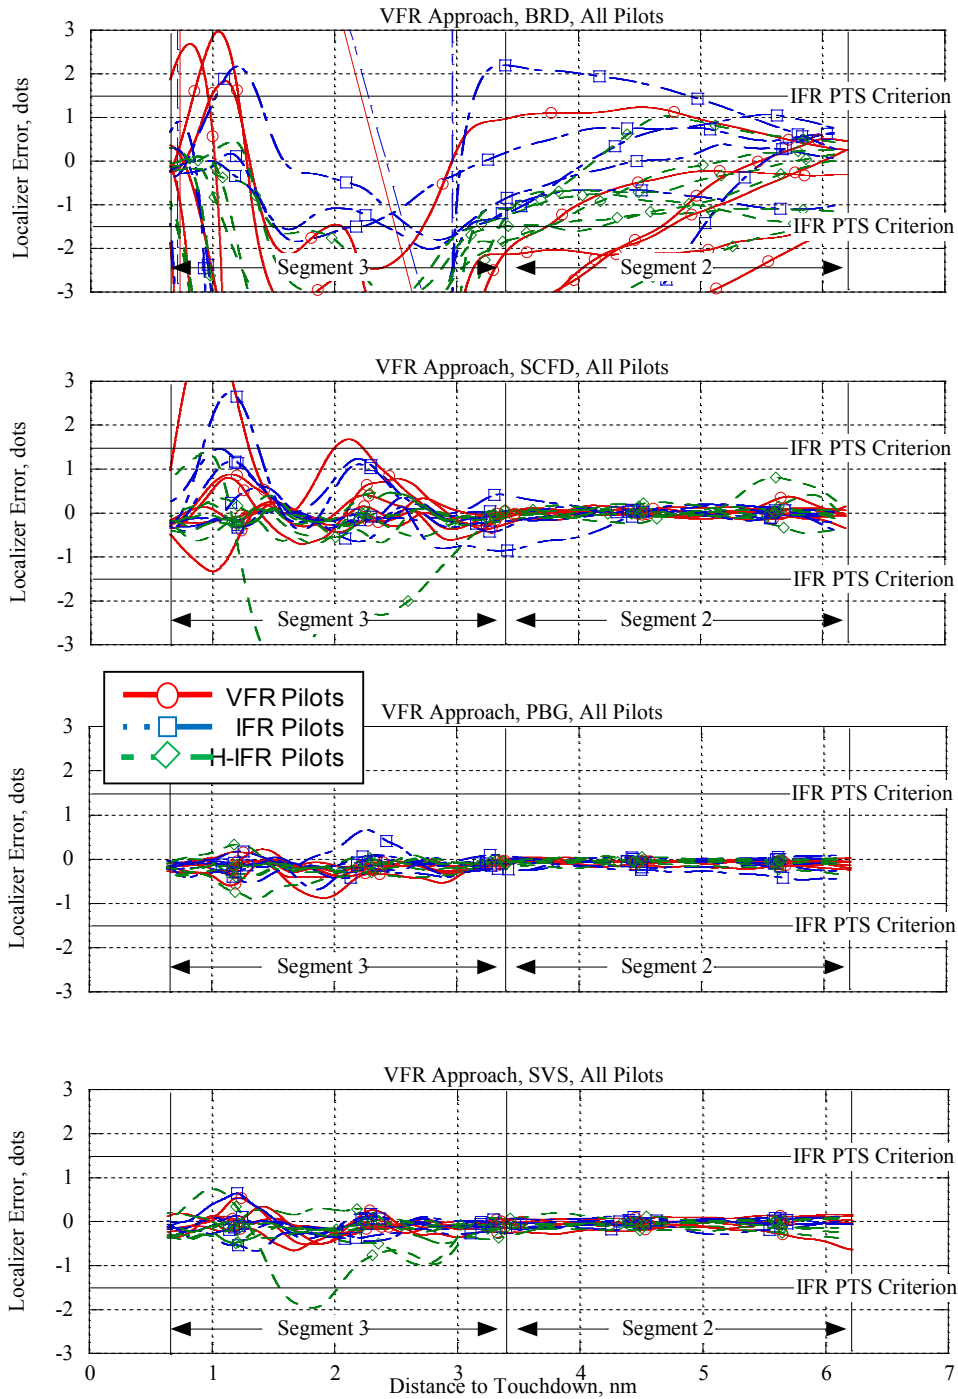 VFR Approach, BRD, All Pilots
3
2
1
0
-1
-2
-3
Localizer Error, dots
IFR PTS Criterion
IFR PTS Criterion
Segment 3
Segment 2
VFR Approach, SCFD, All Pilots
3
2
1
0
-1
-2
-3
Localizer Error, dots
IFR PTS Criterion
IFR PTS Criterion
Segment 3
Segment 2
VFR Pilots
IFR Pilots
H-IFR Pilots
VFR Approach, PBG, All Pilots
3
2
1
0
-1
-2
-3
Localizer Error, dots
IFR PTS Criterion
IFR PTS Criterion
Segment 3
Segment 2
VFR Approach, SVS, All Pilots
3
2
1
0
-1
-2
-3
Localizer Error, dots
IFR PTS Criterion
IFR PTS Criterion
Segment 3
Segment 2
0 1 2 3 4 5 6 7
Distance to Touchdown, nm